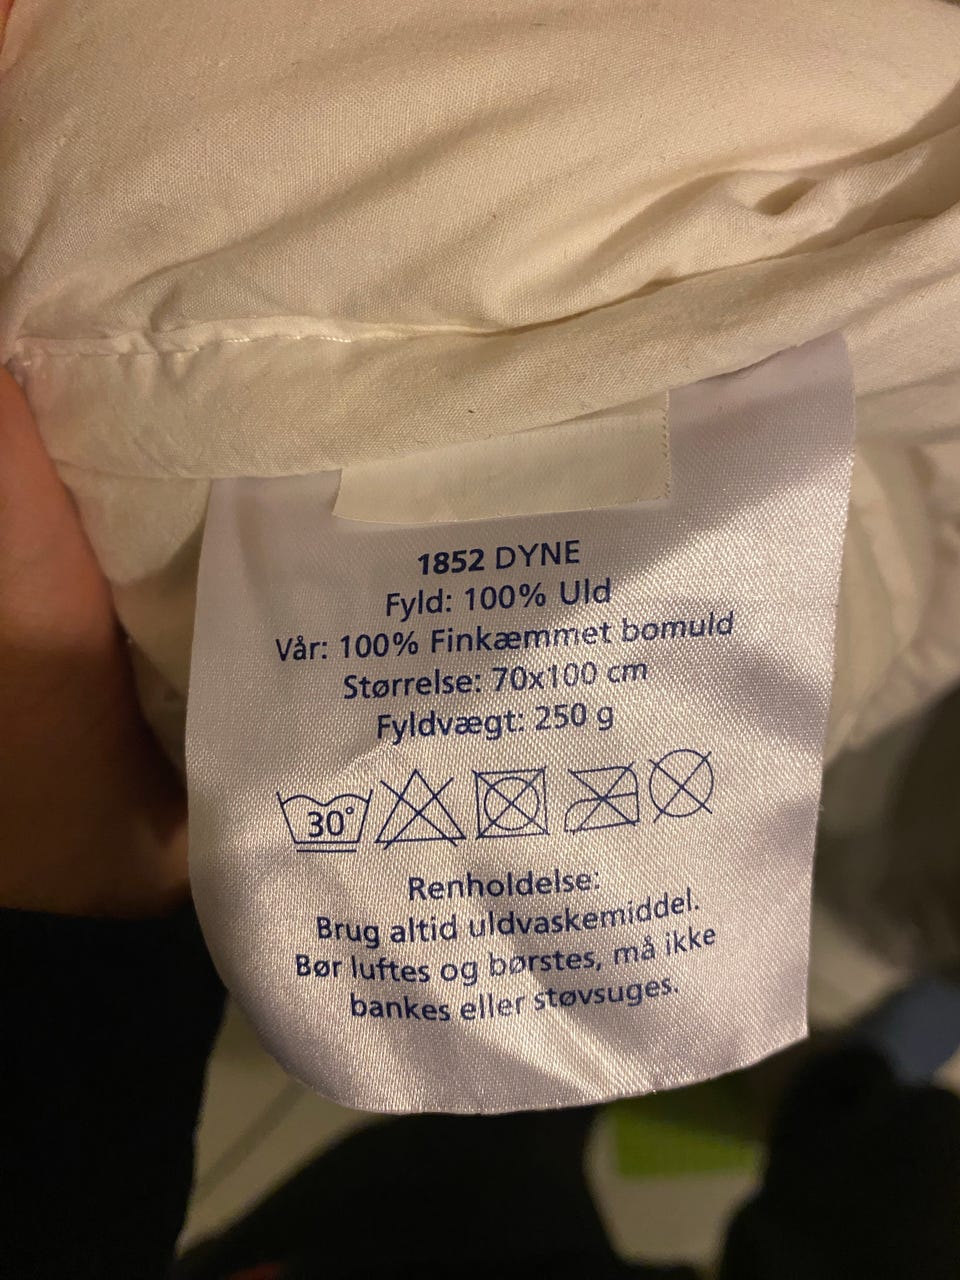 1852 DYNE
Fyld: 100% Uld
Vår: 100% Finkæmmet bomuld
Størrelse: 70x100 cm
Fyldvægt: 250 g
30°
Renholdelse:
Brug altid uldvaskemiddel.
Bør luftes og børstes, må ikke
bankes eller støvsuges.